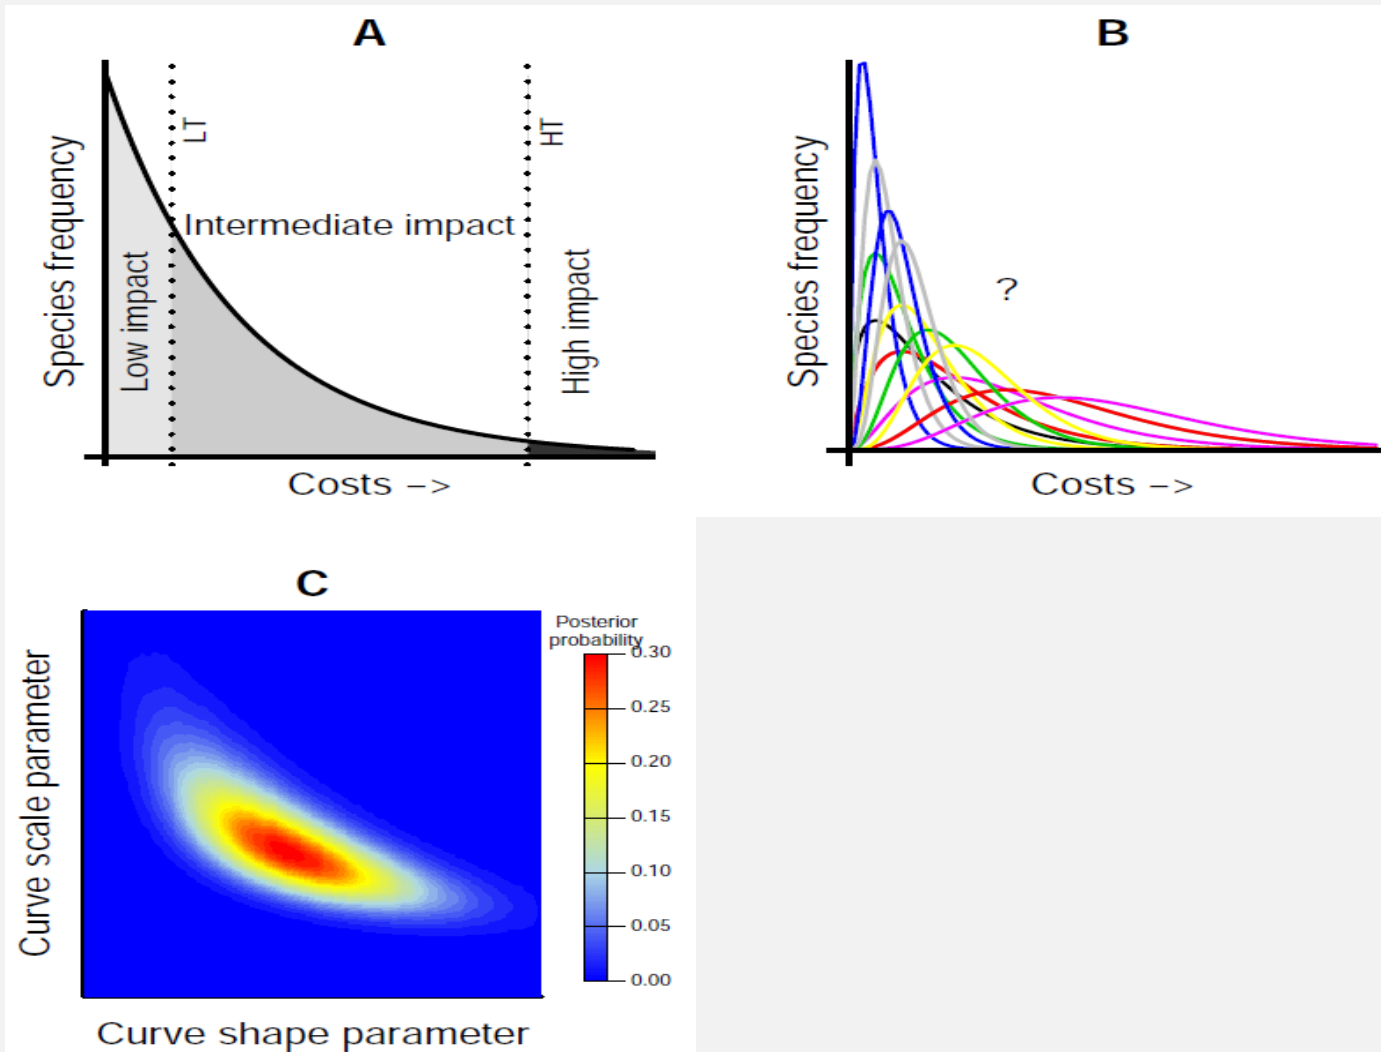 A
Species frequency
Low impact
LT
Intermediate impact
HT
High impact
Costs –>
B
Species frequency
?
Costs –>
C
Curve scale parameter
Posterior
probability
0.30
0.25
0.20
0.15
0.10
0.05
0.00
Curve shape parameter